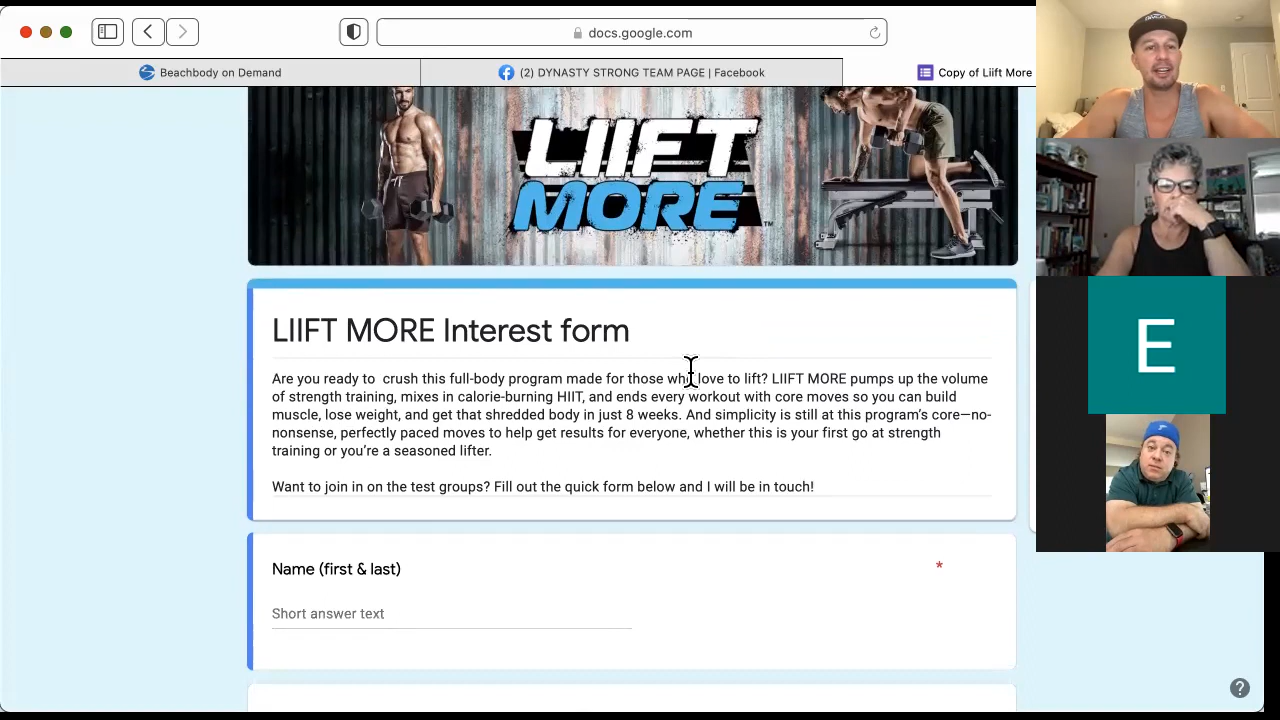 docs.google.com
Beachbody on Demand
(2) DYNASTY STRONG TEAM PAGE | Facebook
Copy of Liift More
LIIFT
MORE
TM
LIIFT MORE Interest form
Are you ready to  crush this full-body program made for those who love to lift? LIIFT MORE pumps up the volume
of strength training, mixes in calorie-burning HIIT, and ends every workout with core moves so you can build
muscle, lose weight, and get that shredded body in just 8 weeks. And simplicity is still at this program's core—no-
nonsense, perfectly paced moves to help get results for everyone, whether this is your first go at strength
training or you're a seasoned lifter.
Want to join in on the test groups? Fill out the quick form below and I will be in touch!
Name (first & last)
*
Short answer text
E
?